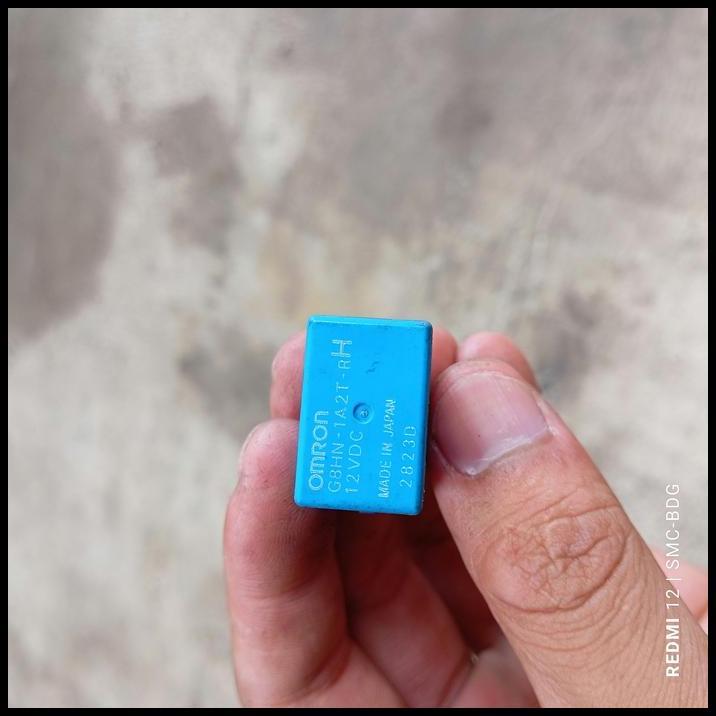 OMRON
G8HN-1A2T-RH
12VDC
MADE IN JAPAN
2823D
REDMI 12 | SMC-BDG